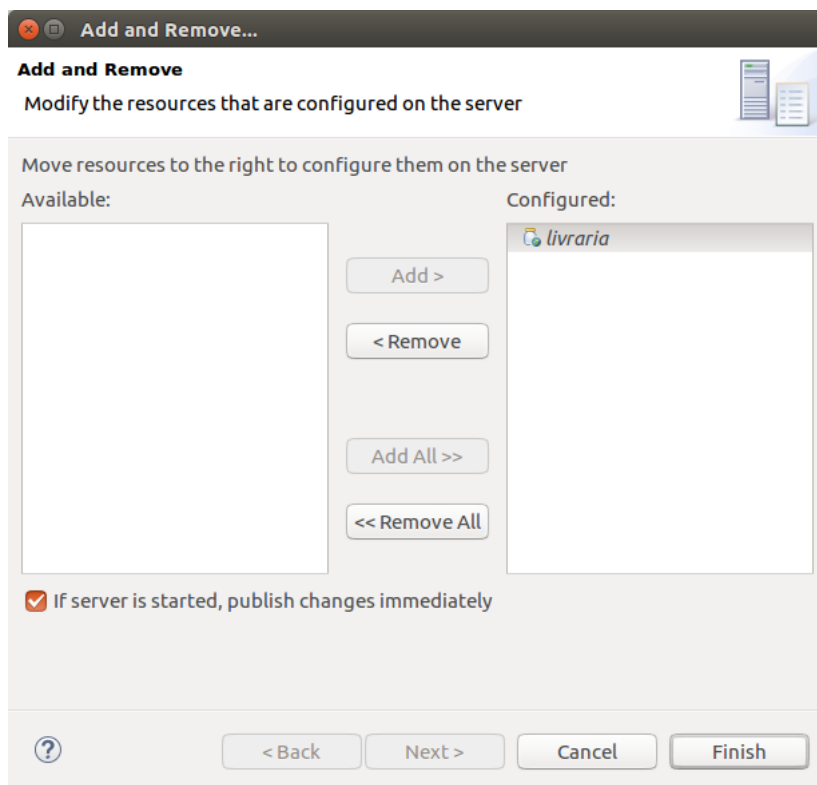 Add and Remove...
Add and Remove
Modify the resources that are configured on the server
Move resources to the right to configure them on the server
Available:
Configured:
livraria
Add >
< Remove
Add All >>
<< Remove All
If server is started, publish changes immediately
?
< Back
Next >
Cancel
Finish